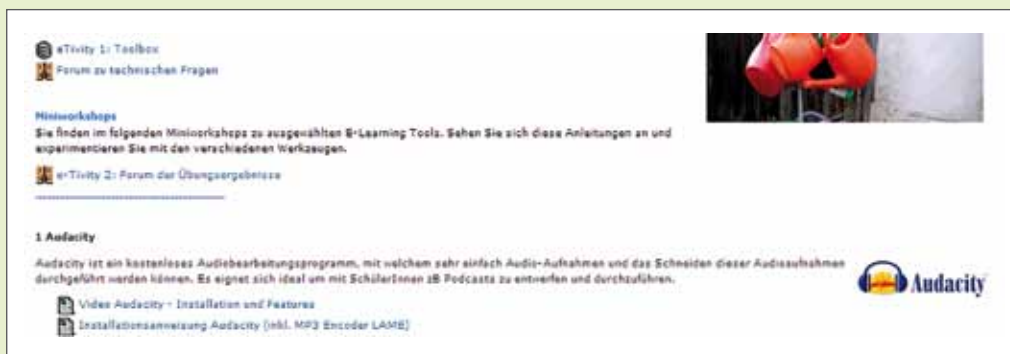 eTivity 1: Toolbox
Forum zu technischen Fragen
Miniworkshops
Sie finden im folgenden Miniworkshops zu ausgewählten E-Learning Tools. Sehen Sie sich diese Anleitungen an und
experimentieren Sie mit den verschiedenen Werkzeugen.
e-Tivity 2: Forum der Übungsergebnisse
1 Audacity
Audacity ist ein kostenloses Audiobearbeitungsprogramm, mit welchem sehr einfach Audio-Aufnahmen und das Schneiden dieser Audioaufnahmen
durchgeführt werden können. Es eignet sich ideal um mit SchülerInnen zB Podcasts zu entwerfen und durchzuführen.
Audacity
Video Audacity - Installation und Features
Installationsanweisung Audacity (inkl. MP3 Encoder LAME)